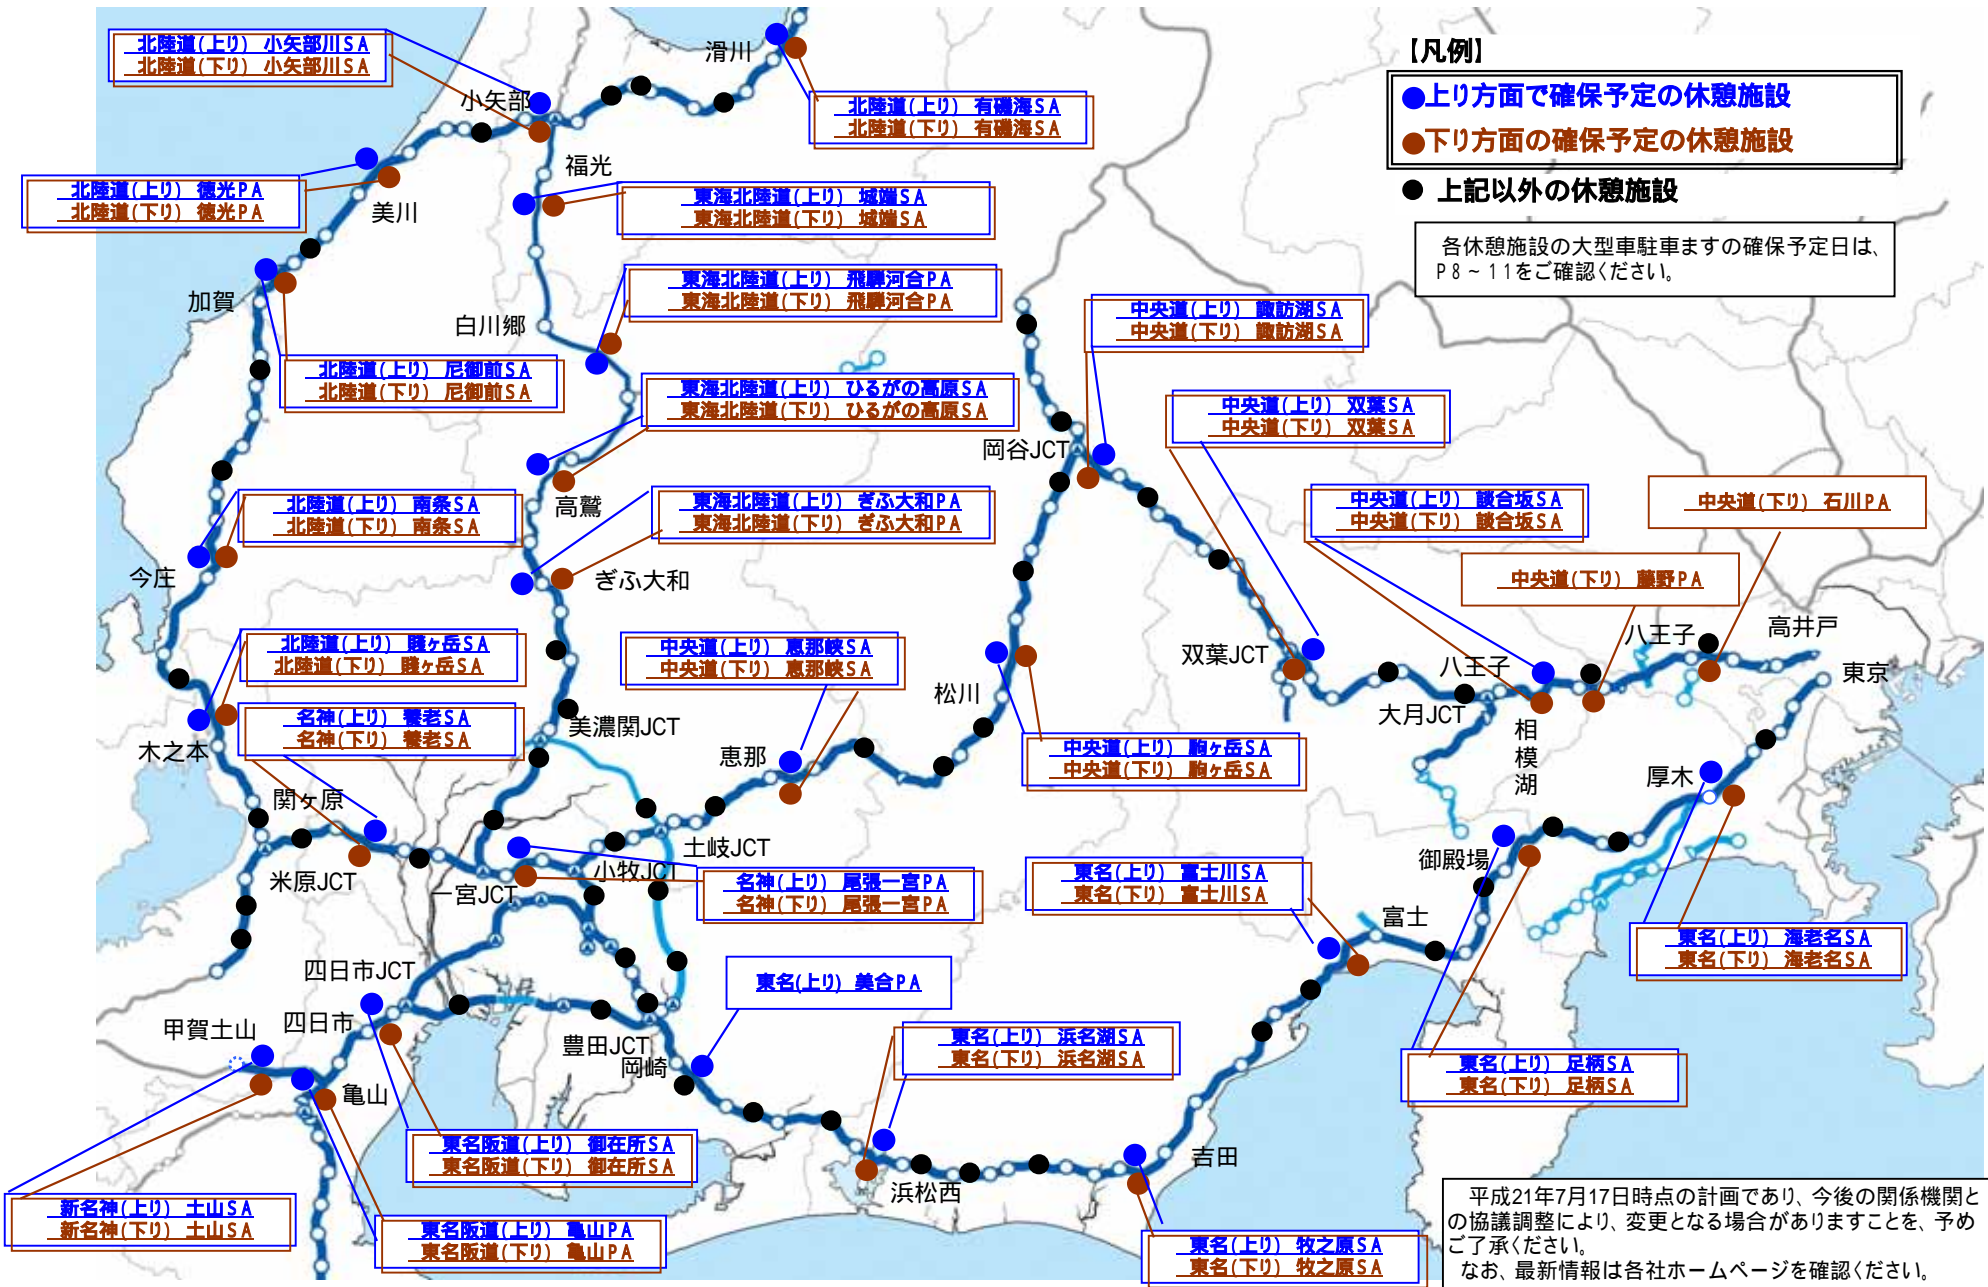 北陸道(上り) 小矢部川SA
北陸道(下り) 小矢部川SA
滑川
【凡例】
●上り方面で確保予定の休憩施設
●下り方面の確保予定の休憩施設
● 上記以外の休憩施設
小矢部
北陸道(上り) 有磯海SA
北陸道(下り) 有磯海SA
福光
北陸道(上り) 徳光PA
北陸道(下り) 徳光PA
美川
東海北陸道(上り) 城端SA
東海北陸道(下り) 城端SA
各休憩施設の大型車駐車ますの確保予定日は、
P8~11をご確認ください。
東海北陸道(上り) 飛騨河合PA
東海北陸道(下り) 飛騨河合PA
加賀
白川郷
中央道(上り) 諏訪湖SA
中央道(下り) 諏訪湖SA
北陸道(上り) 尼御前SA
北陸道(下り) 尼御前SA
東海北陸道(上り) ひるがの高原SA
東海北陸道(下り) ひるがの高原SA
中央道(上り) 双葉SA
中央道(下り) 双葉SA
岡谷JCT
高鷲
北陸道(上り) 南条SA
北陸道(下り) 南条SA
東海北陸道(上り) ぎふ大和PA
東海北陸道(下り) ぎふ大和PA
中央道(上り) 談合坂SA
中央道(下り) 談合坂SA
中央道(下り) 石川PA
今庄
ぎふ大和
中央道(下り) 藤野PA
北陸道(上り) 賤ヶ岳SA
北陸道(下り) 賤ヶ岳SA
中央道(上り) 恵那峡SA
中央道(下り) 恵那峡SA
双葉JCT
八王子
八王子
高井戸
東京
松川
大月JCT
相模湖
名神(上り) 養老SA
名神(下り) 養老SA
美濃関JCT
木之本
恵那
中央道(上り) 駒ヶ岳SA
中央道(下り) 駒ヶ岳SA
厚木
関ヶ原
土岐JCT
御殿場
米原JCT
一宮JCT
小牧JCT
名神(上り) 尾張一宮PA
名神(下り) 尾張一宮PA
東名(上り) 富士川SA
東名(下り) 富士川SA
富士
東名(上り) 海老名SA
東名(下り) 海老名SA
四日市JCT
東名(上り) 美合PA
甲賀土山
四日市
豊田JCT
岡崎
東名(上り) 浜名湖SA
東名(下り) 浜名湖SA
東名(上り) 足柄SA
東名(下り) 足柄SA
亀山
東名阪道(上り) 御在所SA
東名阪道(下り) 御在所SA
吉田
浜松西
新名神(上り) 土山SA
新名神(下り) 土山SA
東名阪道(上り) 亀山PA
東名阪道(下り) 亀山PA
東名(上り) 牧之原SA
東名(下り) 牧之原SA
平成21年7月17日時点の計画であり、今後の関係機関と
の協議調整により、変更となる場合がありますことを、予め
ご了承ください。
なお、最新情報は各社ホームページを確認ください。